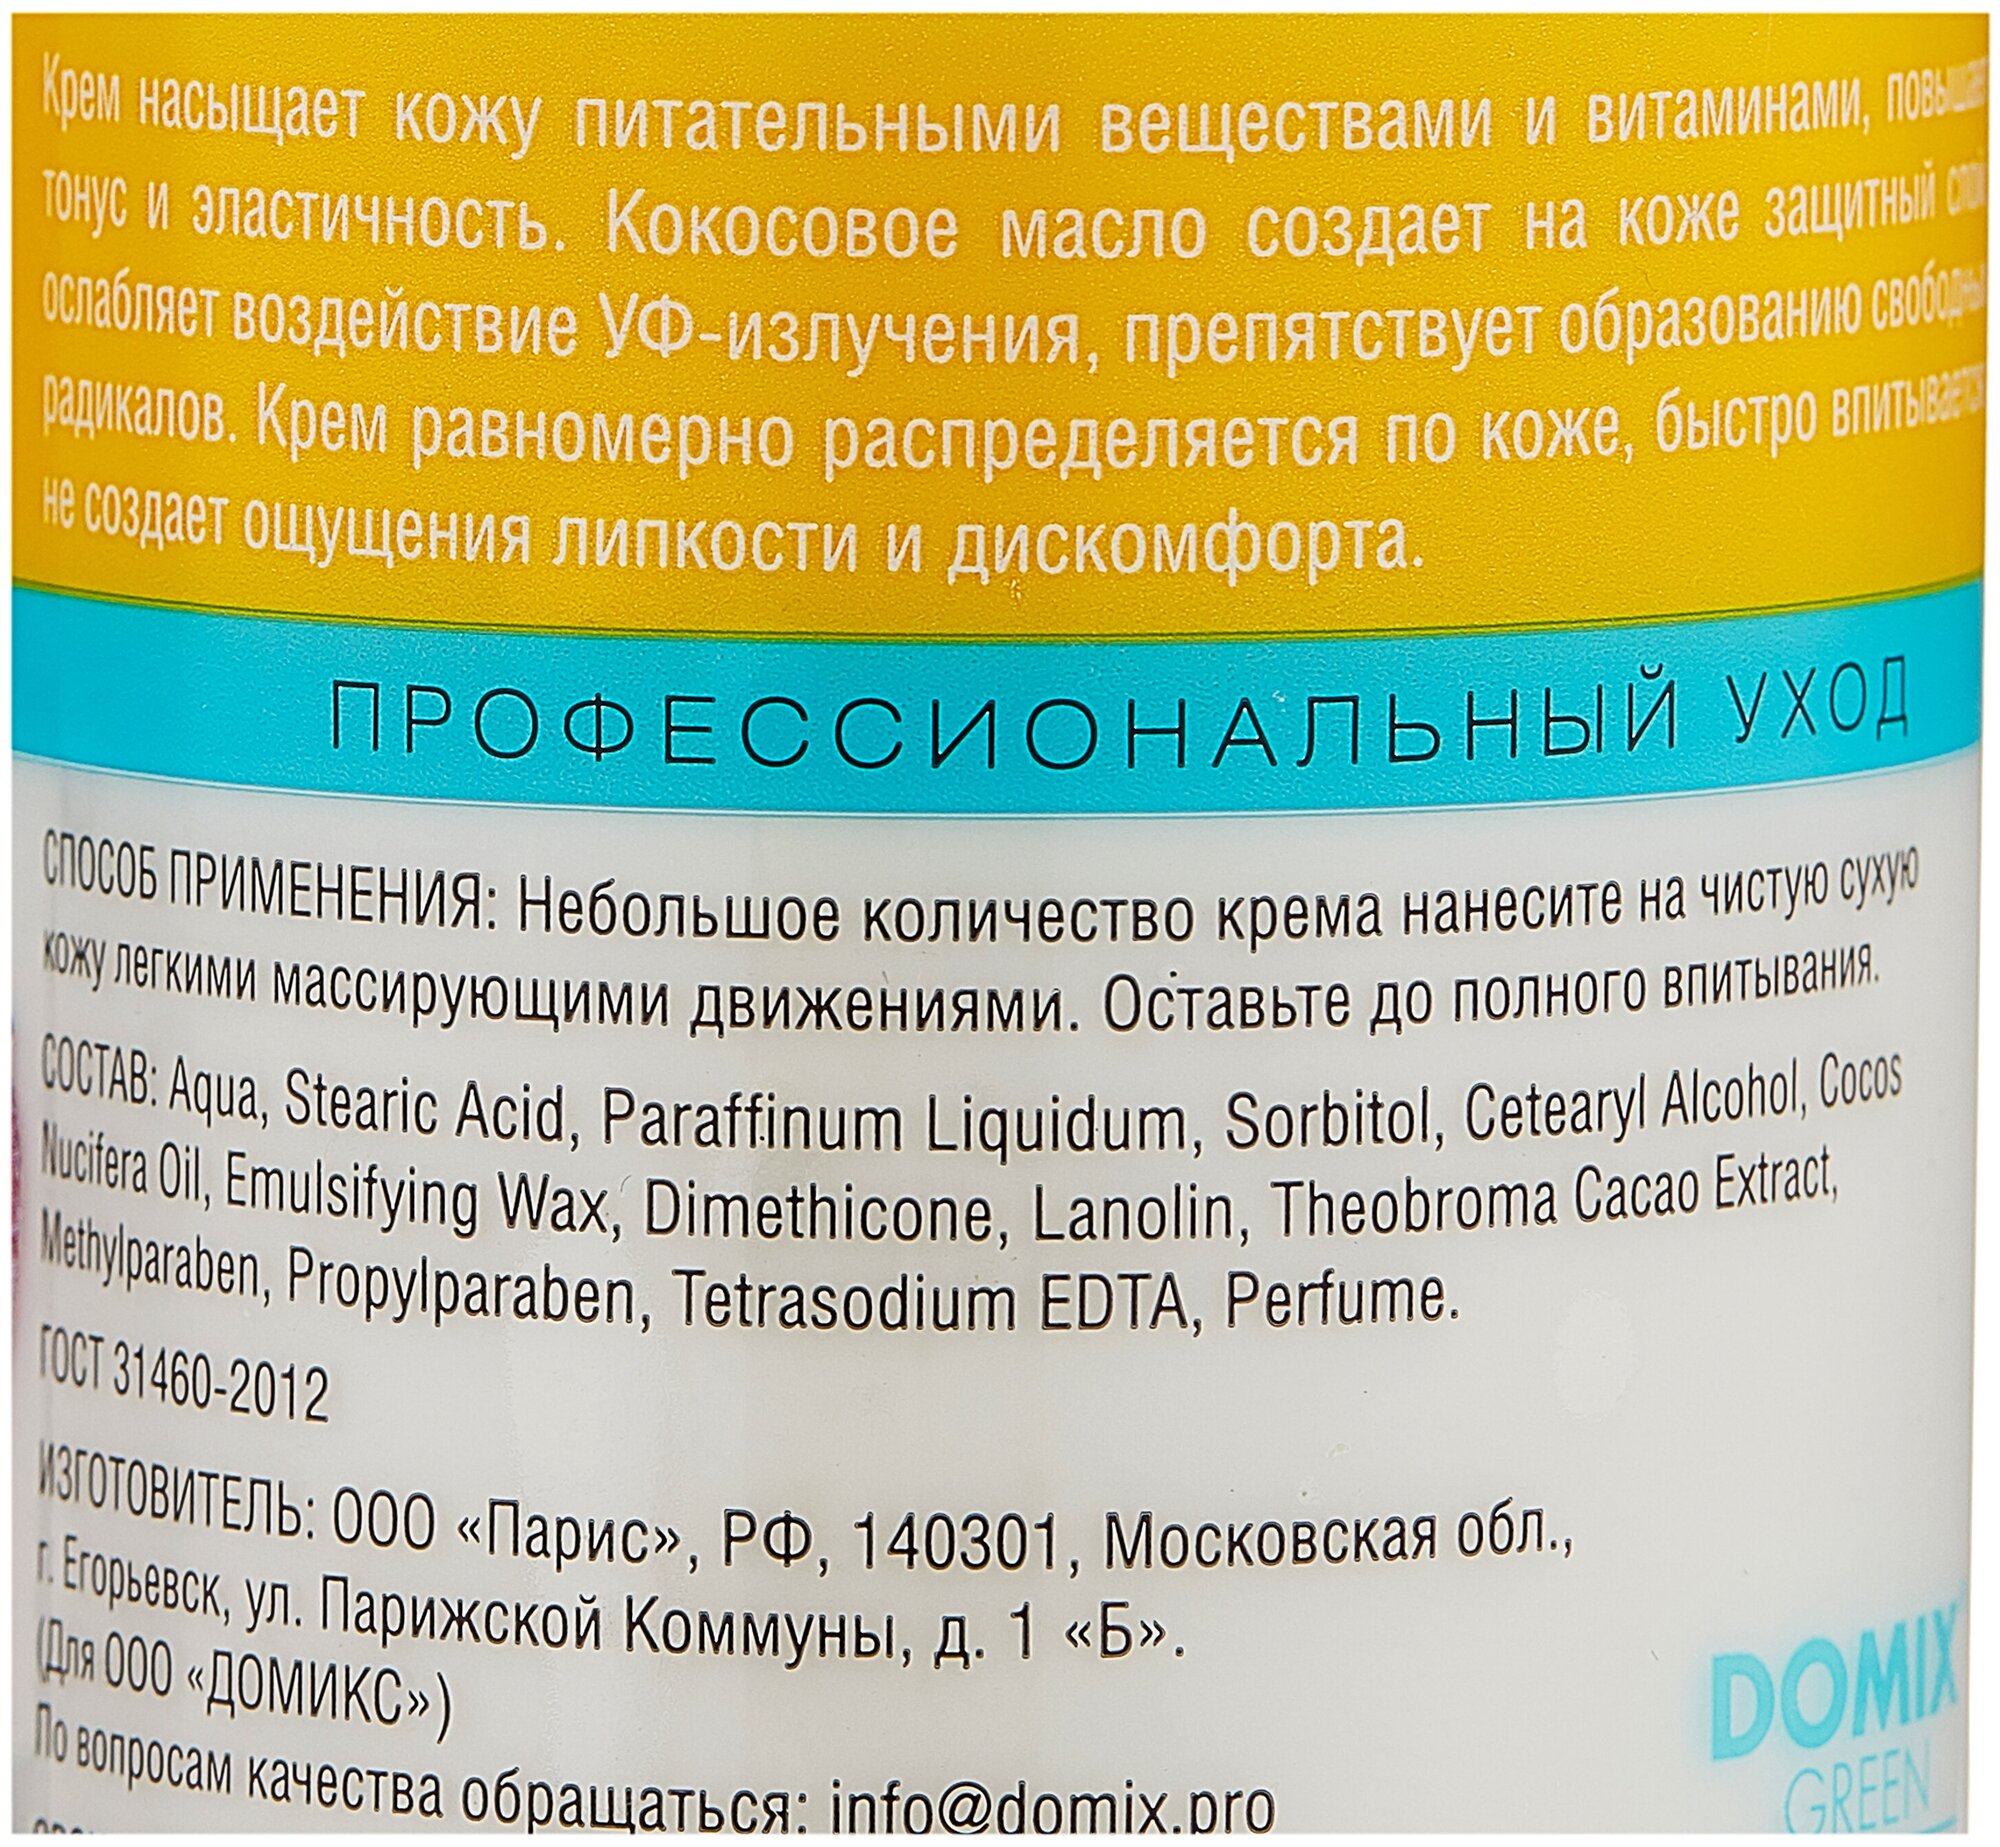 Крем насыщает кожу питательными веществами и витаминами, повышает
тонус и эластичность. Кокосовое масло создает на коже защитный слой,
ослабляет воздействие УФ-излучения, препятствует образованию свободных
радикалов. Крем равномерно распределяется по коже, быстро впитывается,
не создает ощущения липкости и дискомфорта.
ПРОФЕССИОНАЛЬНЫЙ УХОД
СПОСОБ ПРИМЕНЕНИЯ: Небольшое количество крема нанесите на чистую сухую
кожу легкими массирующими движениями. Оставьте до полного впитывания.
СОСТАВ: Aqua, Stearic Acid, Paraffinum Liquidum, Sorbitol, Cetearyl Alcohol, Cocos
Nucifera Oil, Emulsifying Wax, Dimethicone, Lanolin, Theobroma Cacao Extract,
Methylparaben, Propylparaben, Tetrasodium EDTA, Perfume.
ГОСТ 31460-2012
ИЗГОТОВИТЕЛЬ: ООО «Парис», РФ, 140301, Московская обл.,
г. Егорьевск, ул. Парижской Коммуны, д. 1 «Б».
(Для ООО «ДОМИКС»)
По вопросам качества обращаться: info@domix.pro
DOMIX
GREEN